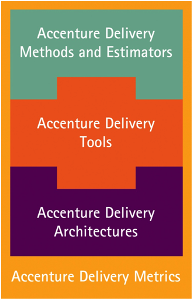 Accenture Delivery
Methods and Estimators
Accenture Delivery
Tools
Accenture Delivery
Architectures
Accenture Delivery Metrics